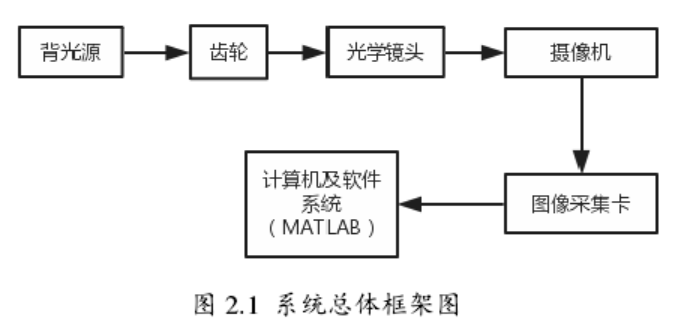 背光源
齿轮
光学镜头
摄像机
图像采集卡
计算机及软件
系统
（MATLAB）
图 2.1 系统总体框架图